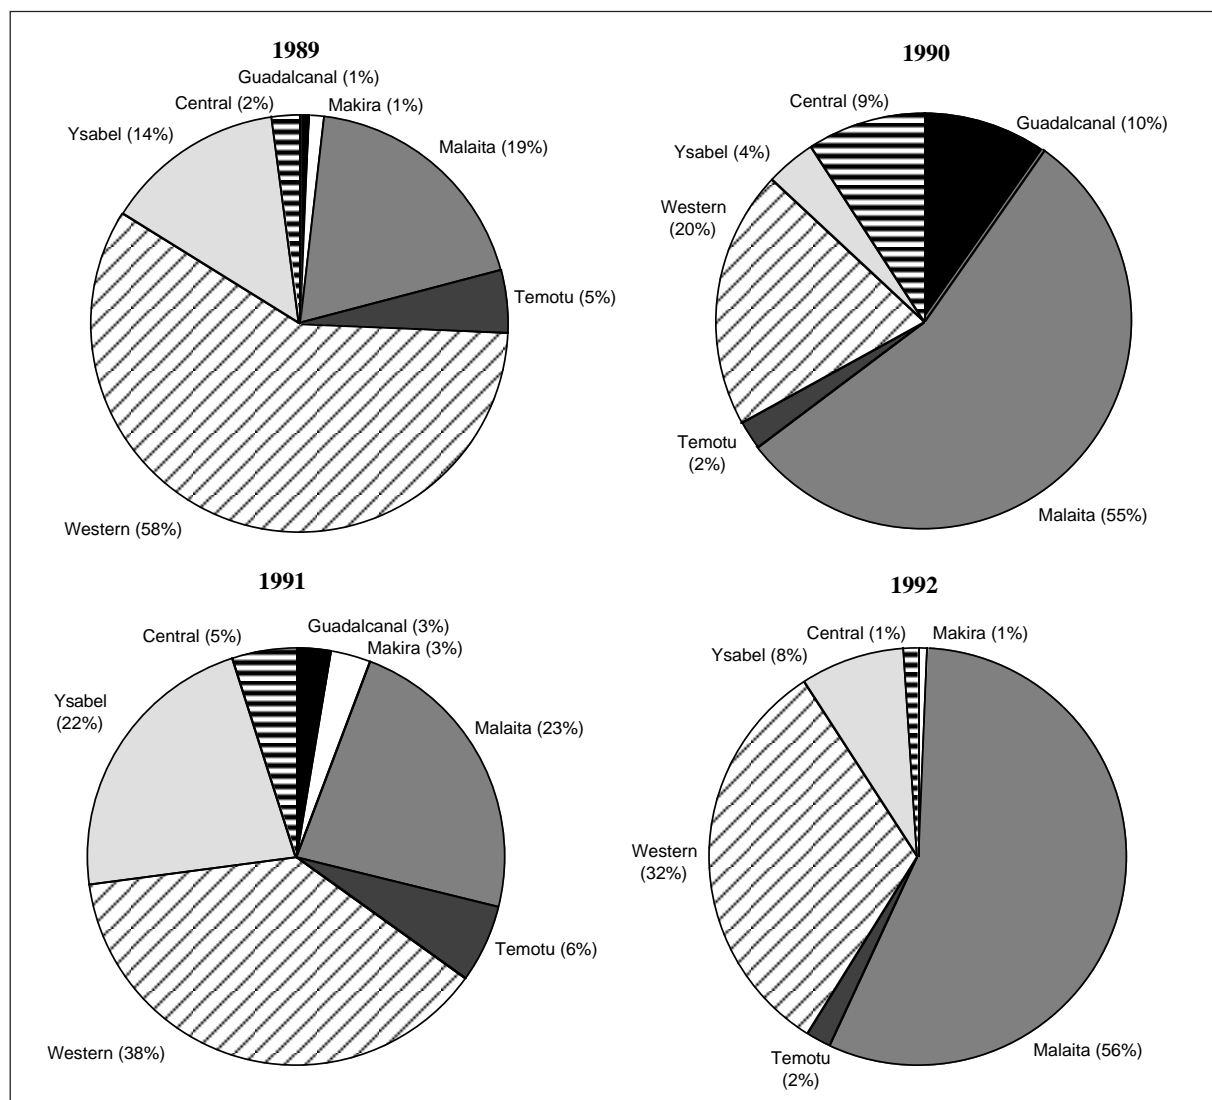 1989
Guadalcanal (1%)
Central (2%)
Makira (1%)
Ysabel (14%)
Malaita (19%)
Temotu (5%)
Western (58%)
1990
Central (9%)
Guadalcanal (10%)
Ysabel (4%)
Western
(20%)
Temotu
(2%)
Malaita (55%)
1991
Guadalcanal (3%)
Central (5%)
Makira (3%)
Ysabel
(22%)
Malaita (23%)
Temotu (6%)
Western (38%)
1992
Central (1%)
Makira (1%)
Ysabel (8%)
Western
(32%)
Temotu
(2%)
Malaita (56%)